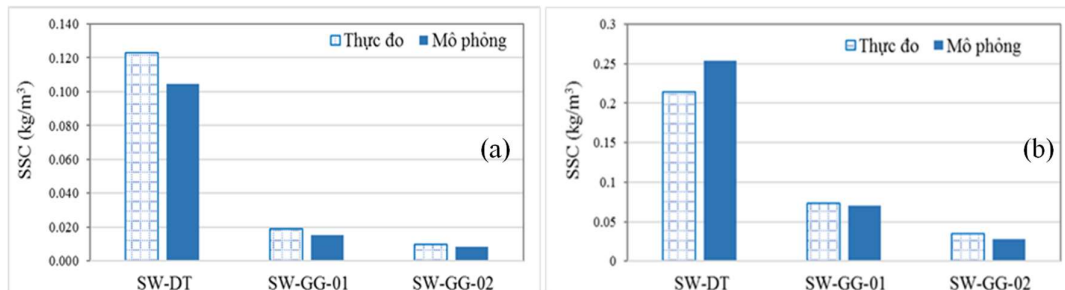 0.140
0.120
0.100
0.080
0.060
0.040
0.020
0.000
SSC (kg/m³)
Thực đo Mô phỏng
(a)
SW-DT SW-GG-01 SW-GG-02
0.3
0.25
0.2
0.15
0.1
0.05
0
SSC (kg/m³)
Thực đo Mô phỏng
(b)
SW-DT SW-GG-01 SW-GG-02